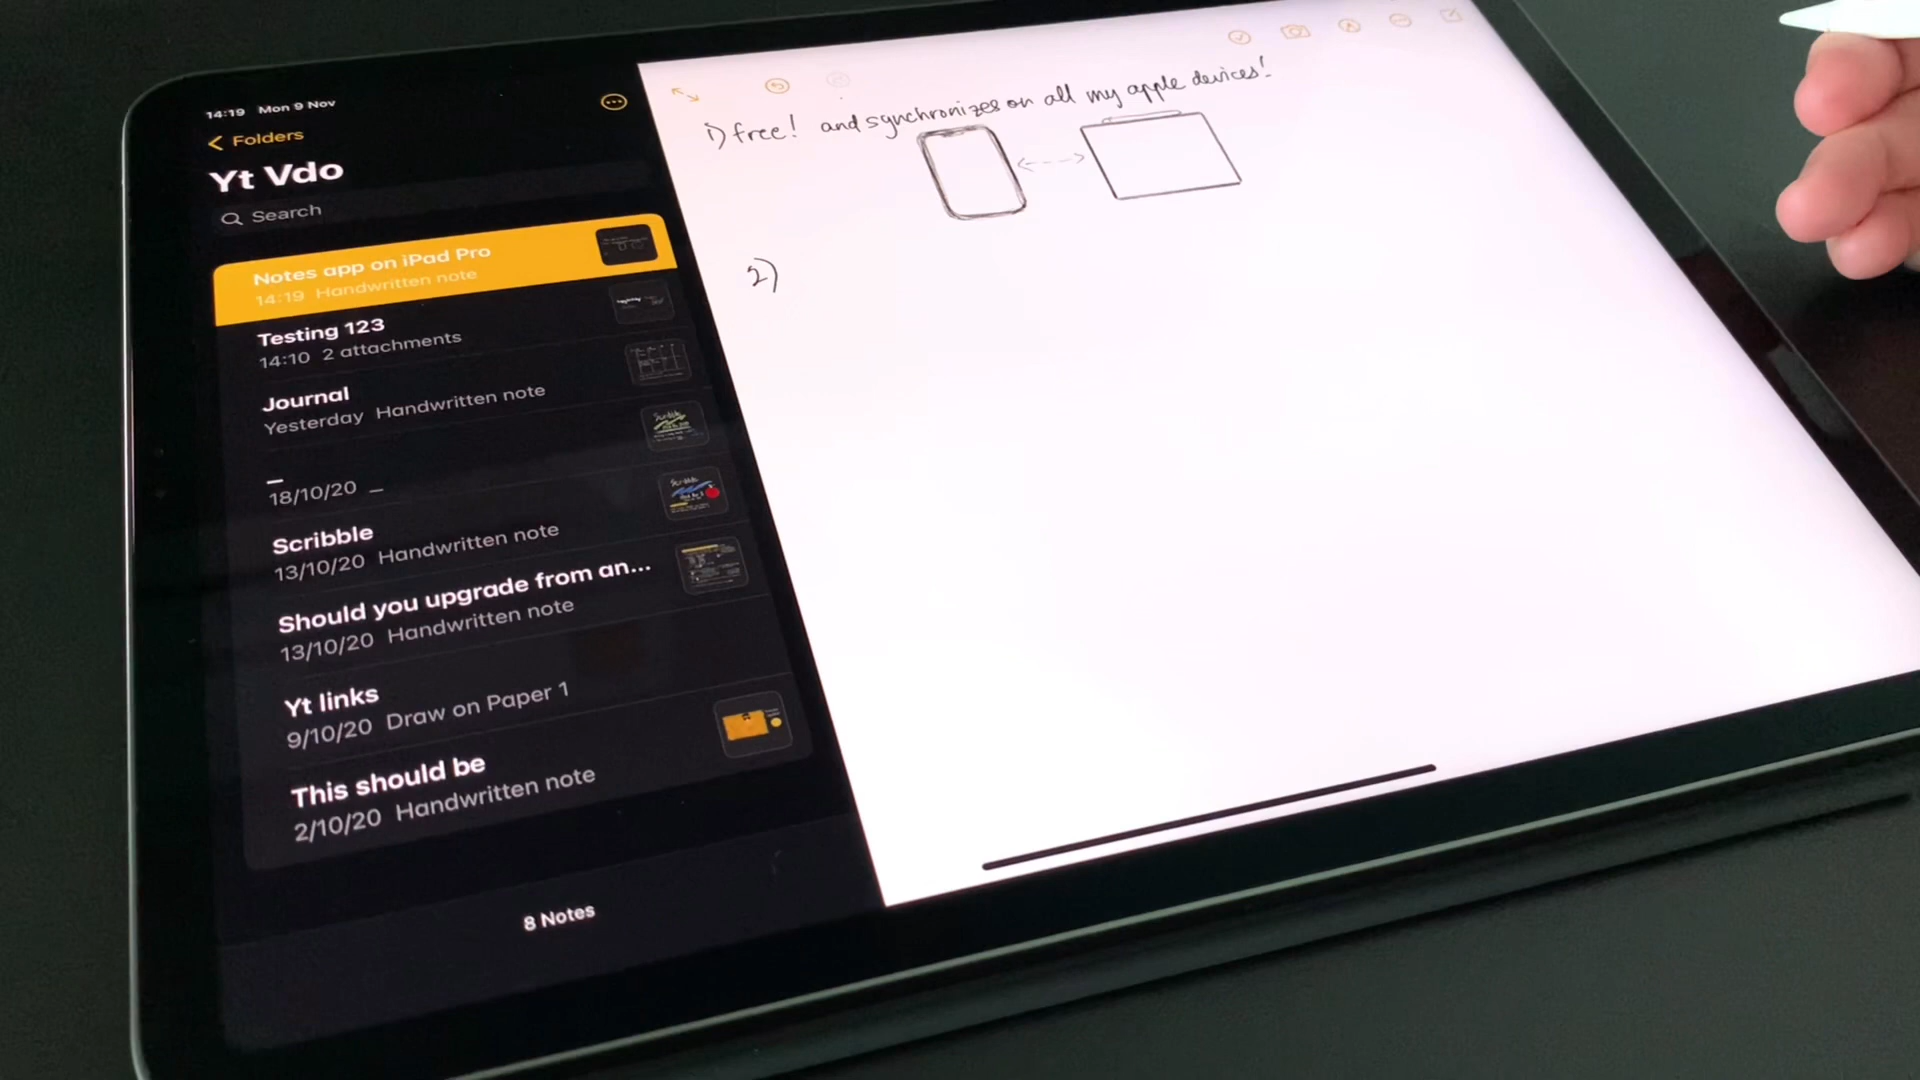 14:19 Mon 9 Nov
Folders
Yt Vdo
Search
Notes app on iPad Pro
14:19 Handwritten note
Testing 123
14:10 2 attachments
Journal
Yesterday Handwritten note
_
18/10/20 _
Scribble
13/10/20 Handwritten note
Should you upgrade from an...
13/10/20 Handwritten note
Yt links
9/10/20 Draw on Paper 1
This should be
2/10/20 Handwritten note
8 Notes
1) free! and synchronizes on all my apple devices!
2)